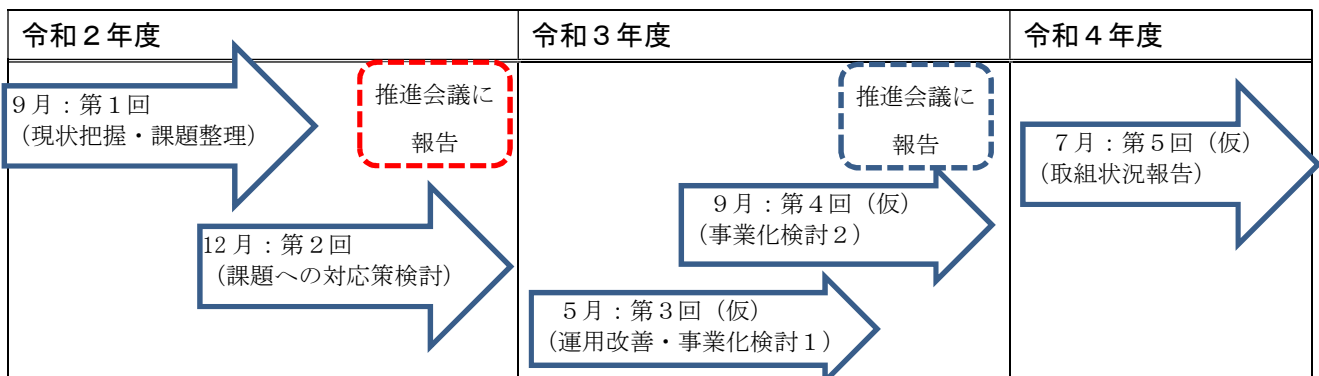 令和２年度
９月：第１回
（現状把握・課題整理）
推進会議に
報告
12月：第２回
（課題への対応策検討）
令和３年度
推進会議に
報告
９月：第４回（仮）
（事業化検討２）
５月：第３回（仮）
（運用改善・事業化検討１）
令和４年度
７月：第５回（仮）
（取組状況報告）